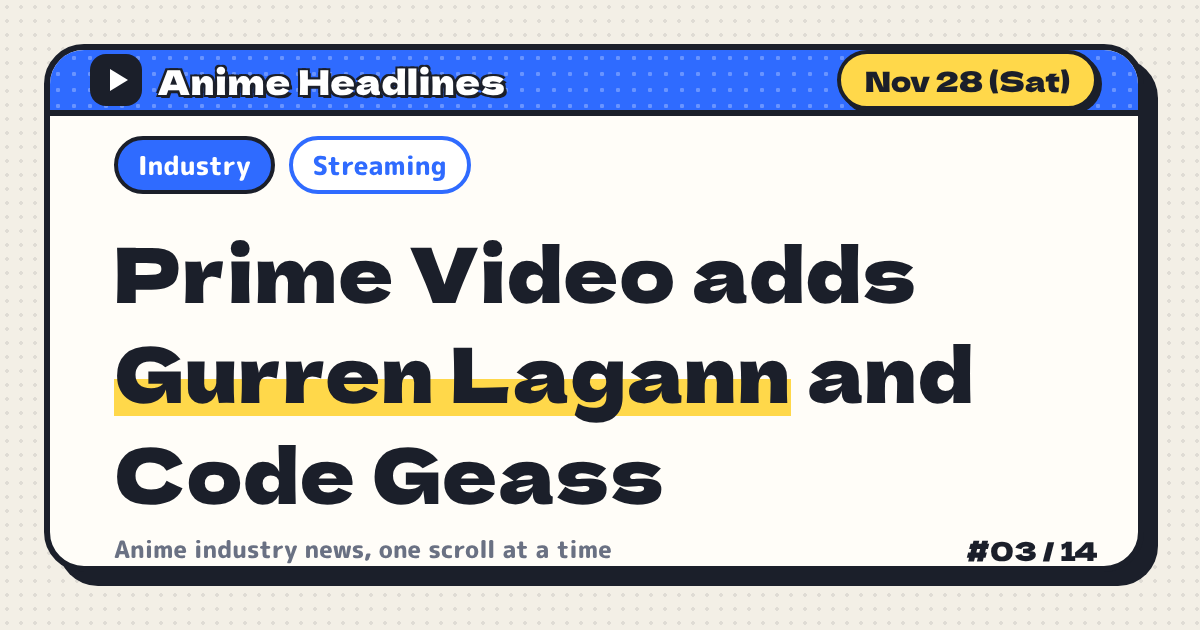 Anime Headlines
Nov 28 (Sat)
Industry
Streaming
Prime Video adds
Gurren Lagann and
Code Geass
Anime industry news, one scroll at a time
#03 / 14